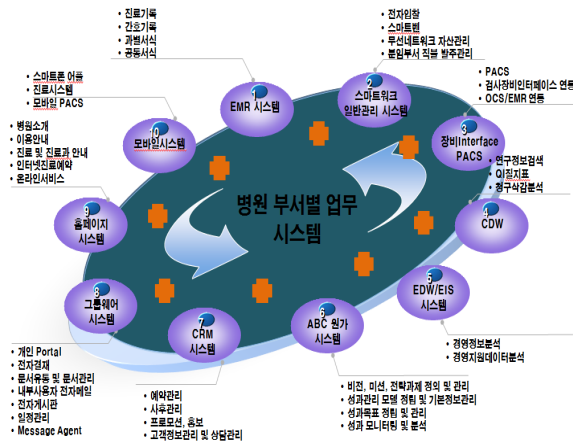 • 진료기록
• 간호기록
• 과별서식
• 공동서식
1
EMR 시스템
• 전자입찰
• 스마트벤
• 무선네트워크 자산관리
• 분임부서 직불 발주관리
2
스마트워크
일반관리 시스템
• PACS
• 검사장비인터페이스 연동
• OCS/EMR 연동
3
장비Interface
PACS
• 연구정보검색
• QI질지표
• 청구삭감분석
4
CDW
5
EDW/EIS
시스템
• 경영정보분석
• 경영지원데이터분석
6
ABC 원가
시스템
• 비전, 미션, 전략과제 정의 및 관리
• 성과관리 모델 정립 및 기본정보관리
• 성과목표 정립 및 관리
• 성과 모니터링 및 분석
7
CRM
시스템
• 예약관리
• 사후관리
• 프로모션, 홍보
• 고객정보관리 및 상담관리
8
그룹웨어
시스템
• 개인 Portal
• 전자결재
• 문서유통 및 문서관리
• 내부사용자 전자메일
• 전자게시판
• 일정관리
• Message Agent
9
홈페이지
시스템
• 병원소개
• 이용안내
• 진료 및 진료과 안내
• 인터넷진료예약
• 온라인서비스
10
모바일시스템
• 스마트폰 어플
• 진료시스템
• 모바일 PACS
병원 부서별 업무
시스템